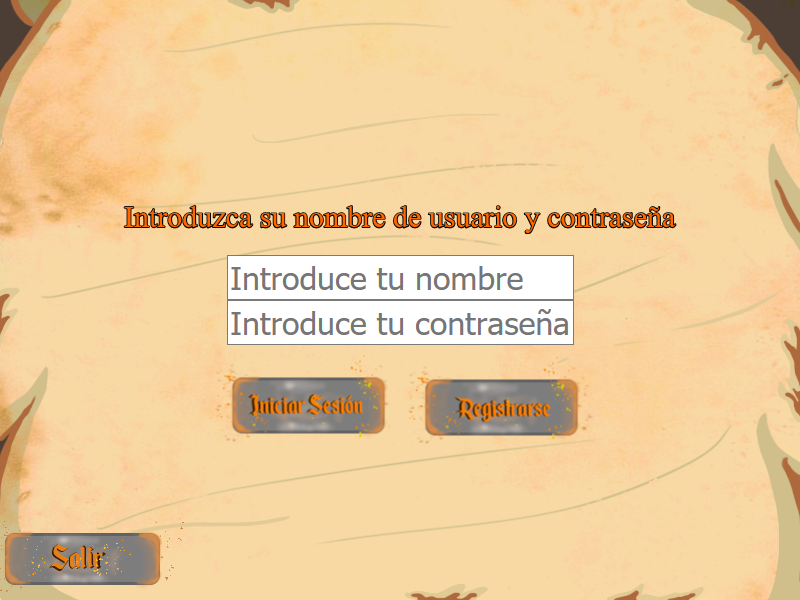 Introduzca su nombre de usuario y contraseña
Introduce tu nombre
Introduce tu contraseña
Iniciar Sesión
Registrarse
Salir